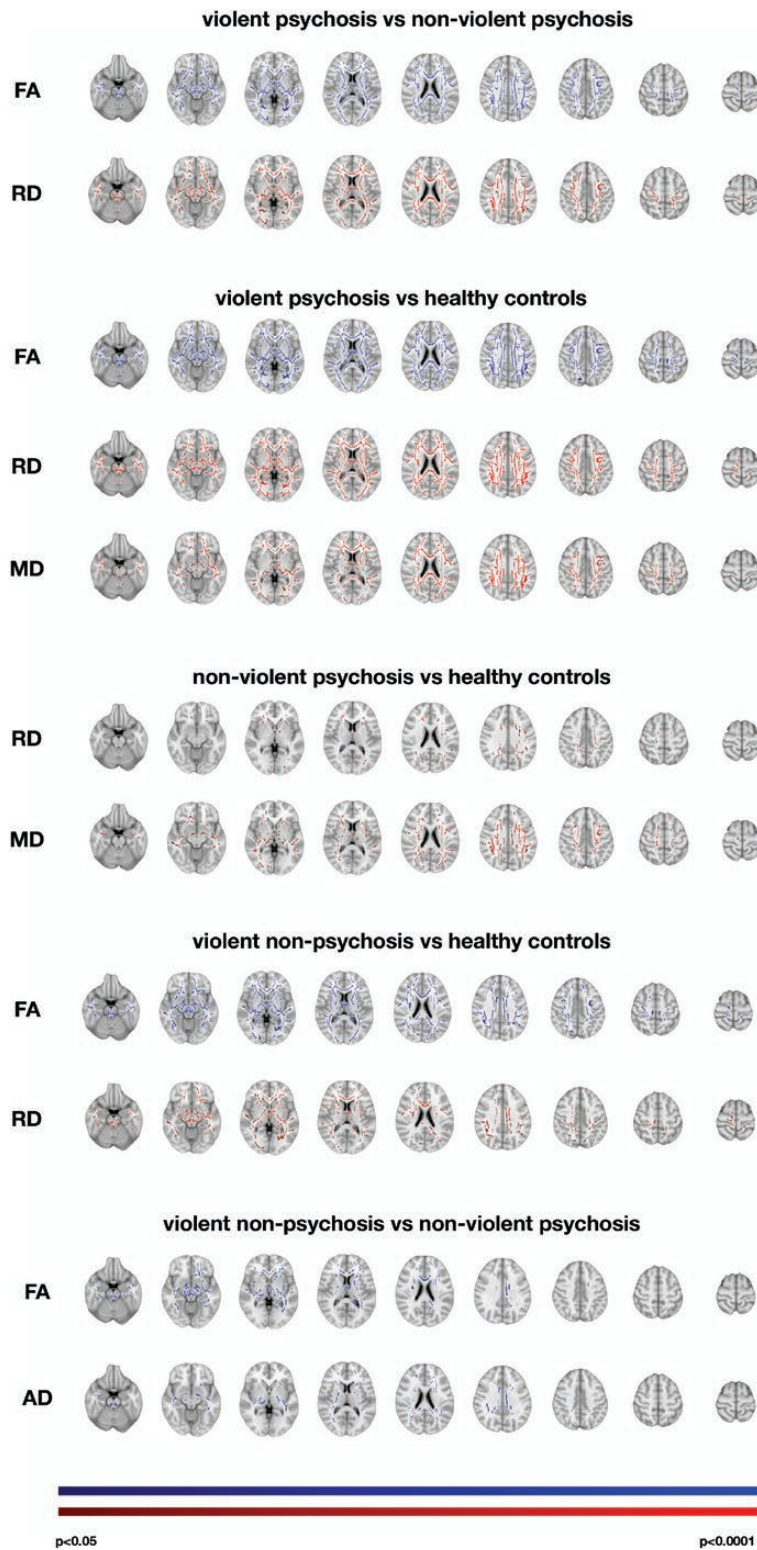 violent psychosis vs non-violent psychosis
FA
RD
violent psychosis vs healthy controls
FA
RD
MD
non-violent psychosis vs healthy controls
RD
MD
violent non-psychosis vs healthy controls
FA
RD
violent non-psychosis vs non-violent psychosis
FA
AD
p<0.05 p<0.0001